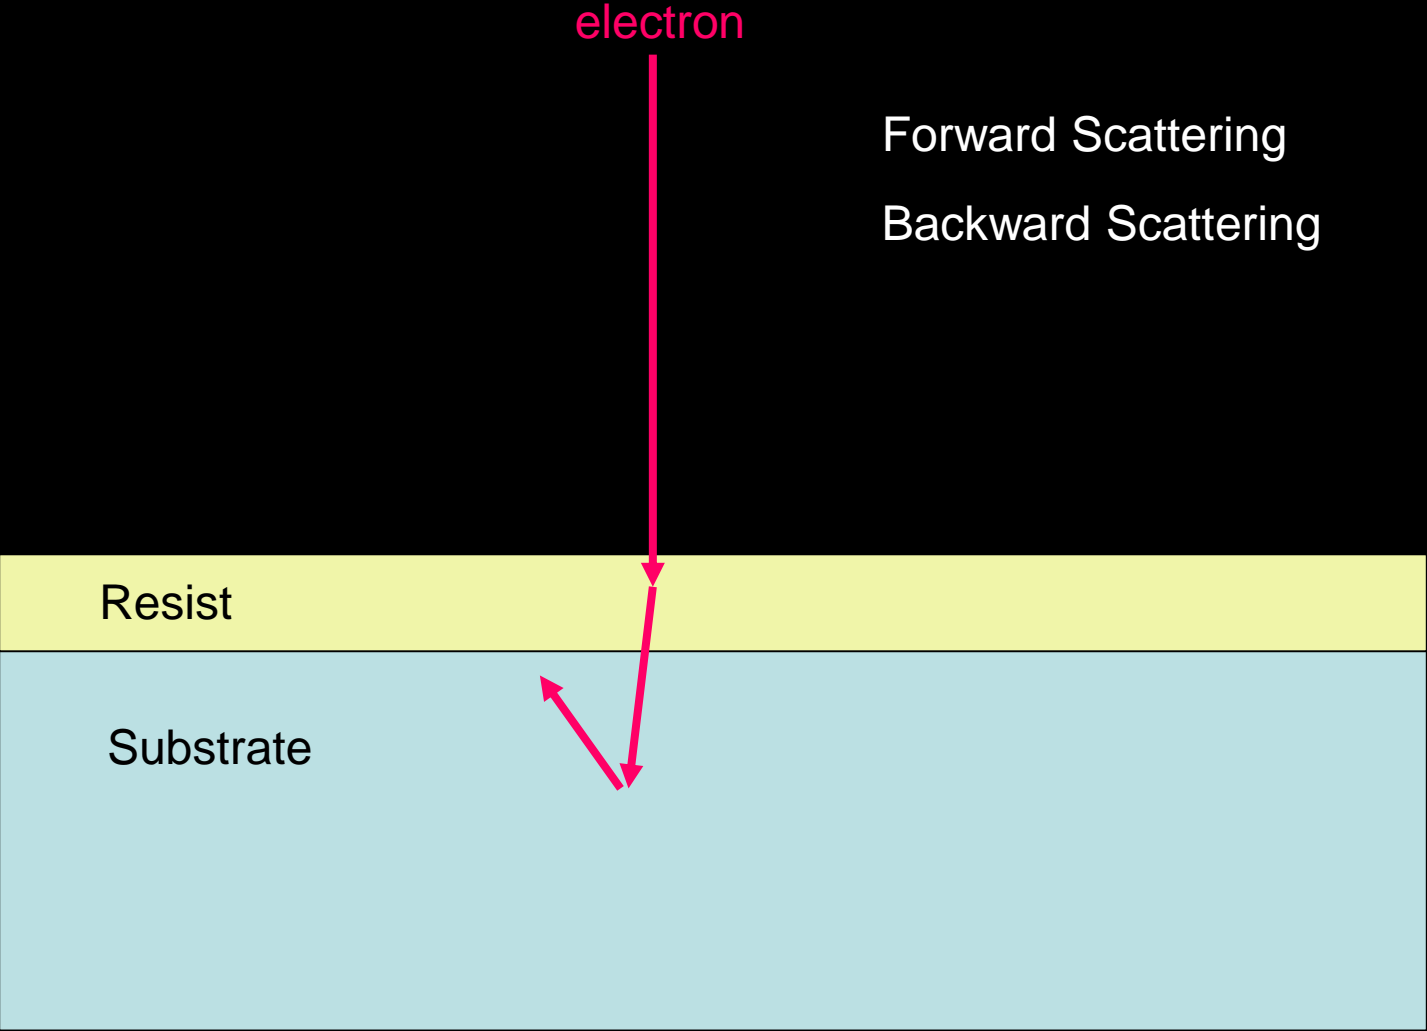 electron
Forward Scattering
Backward Scattering
Resist
Substrate